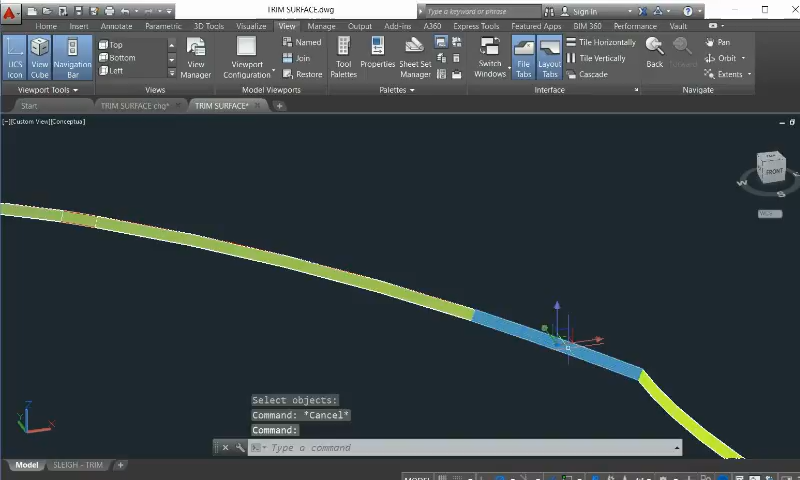 TRIM SURFACE.dwg
Type a keyword or phrase
Sign In
Home Insert Annotate Parametric 3D Tools Visualize View Manage Output Add-ins A360 Express Tools Featured Apps BIM 360 Performance Vault
UCS Icon
View Cube
Navigation Bar
Top
Bottom
Left
View Manager
Viewport Configuration
Named
Join
Restore
Tool Palettes
Properties
Sheet Set Manager
Switch Windows
File Tabs
Layout Tabs
Tile Horizontally
Tile Vertically
Cascade
Back
Forward
Pan
Orbit
Extents
Viewport Tools Views Model Viewports Palettes Interface Navigate
Start TRIM SURFACE chg* TRIM SURFACE*
[−][Custom View][Conceptual]
TOP
FRONT
W
S
WCS
Z
X
Y
Select objects:
Command: *Cancel*
Command:
Type a command
Model SLEIGH - TRIM
MODEL